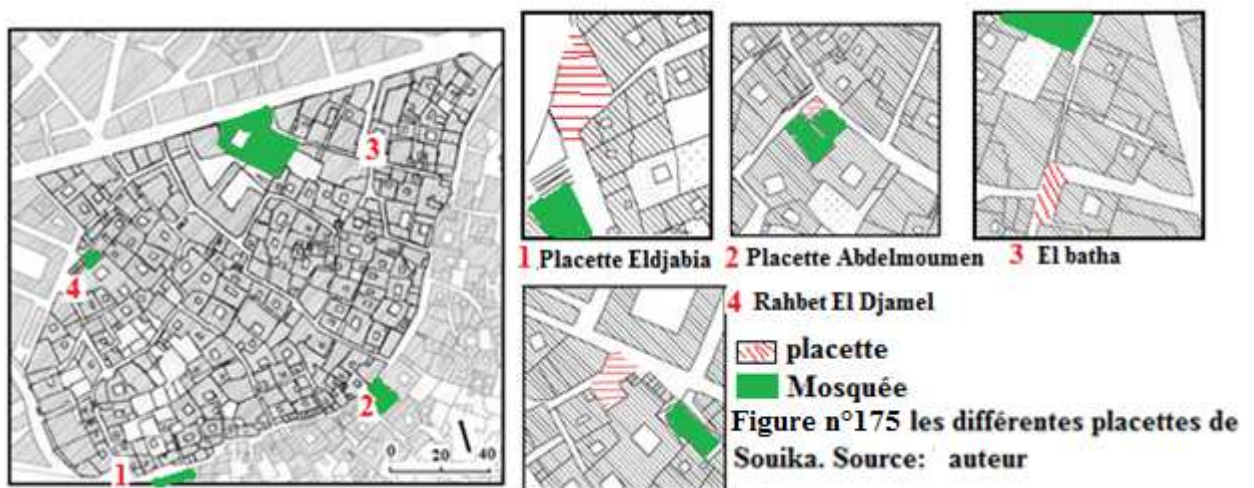 3
4
2
1
0 20 40
1 Placette Eldjabia
2 Placette Abdelmoumen
3 El batha
4 Rahbet El Djamel
placette
Mosquée
Figure n°175 les différentes placettes de
Souika. Source: auteur